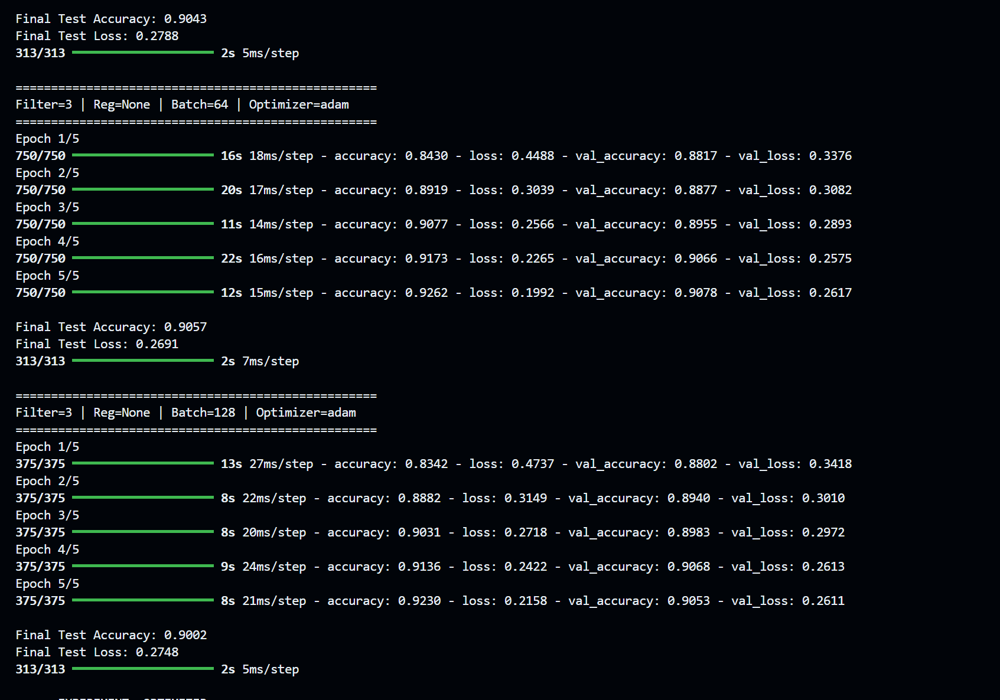 Final Test Accuracy: 0.9043
Final Test Loss: 0.2788
313/313 2s 5ms/step
===================================================
Filter=3 | Reg=None | Batch=64 | Optimizer=adam
===================================================
Epoch 1/5
750/750 16s 18ms/step - accuracy: 0.8430 - loss: 0.4488 - val_accuracy: 0.8817 - val_loss: 0.3376
Epoch 2/5
750/750 20s 17ms/step - accuracy: 0.8919 - loss: 0.3039 - val_accuracy: 0.8877 - val_loss: 0.3082
Epoch 3/5
750/750 11s 14ms/step - accuracy: 0.9077 - loss: 0.2566 - val_accuracy: 0.8955 - val_loss: 0.2893
Epoch 4/5
750/750 22s 16ms/step - accuracy: 0.9173 - loss: 0.2265 - val_accuracy: 0.9066 - val_loss: 0.2575
Epoch 5/5
750/750 12s 15ms/step - accuracy: 0.9262 - loss: 0.1992 - val_accuracy: 0.9078 - val_loss: 0.2617
Final Test Accuracy: 0.9057
Final Test Loss: 0.2691
313/313 2s 7ms/step
===================================================
Filter=3 | Reg=None | Batch=128 | Optimizer=adam
===================================================
Epoch 1/5
375/375 13s 27ms/step - accuracy: 0.8342 - loss: 0.4737 - val_accuracy: 0.8802 - val_loss: 0.3418
Epoch 2/5
375/375 8s 22ms/step - accuracy: 0.8882 - loss: 0.3149 - val_accuracy: 0.8940 - val_loss: 0.3010
Epoch 3/5
375/375 8s 20ms/step - accuracy: 0.9031 - loss: 0.2718 - val_accuracy: 0.8983 - val_loss: 0.2972
Epoch 4/5
375/375 9s 24ms/step - accuracy: 0.9136 - loss: 0.2422 - val_accuracy: 0.9068 - val_loss: 0.2613
Epoch 5/5
375/375 8s 21ms/step - accuracy: 0.9230 - loss: 0.2158 - val_accuracy: 0.9053 - val_loss: 0.2611
Final Test Accuracy: 0.9002
Final Test Loss: 0.2748
313/313 2s 5ms/step